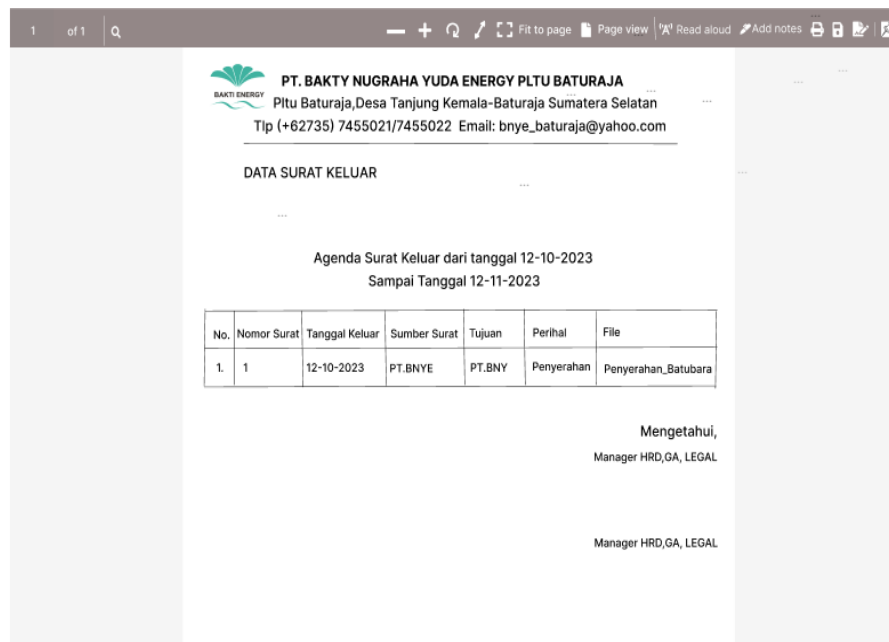 1 of 1 Fit to page Page view Read aloud Add notes
BAKTI ENERGY
PT. BAKTY NUGRAHA YUDA ENERGY PLTU BATURAJA
Pltu Baturaja,Desa Tanjung Kemala-Baturaja Sumatera Selatan
Tlp (+62735) 7455021/7455022 Email: bnye_baturaja@yahoo.com
DATA SURAT KELUAR
Agenda Surat Keluar dari tanggal 12-10-2023
Sampai Tanggal 12-11-2023
No. Nomor Surat Tanggal Keluar Sumber Surat Tujuan Perihal File
1. 1 12-10-2023 PT.BNYE PT.BNY Penyerahan Penyerahan_Batubara
Mengetahui,
Manager HRD,GA, LEGAL
Manager HRD,GA, LEGAL